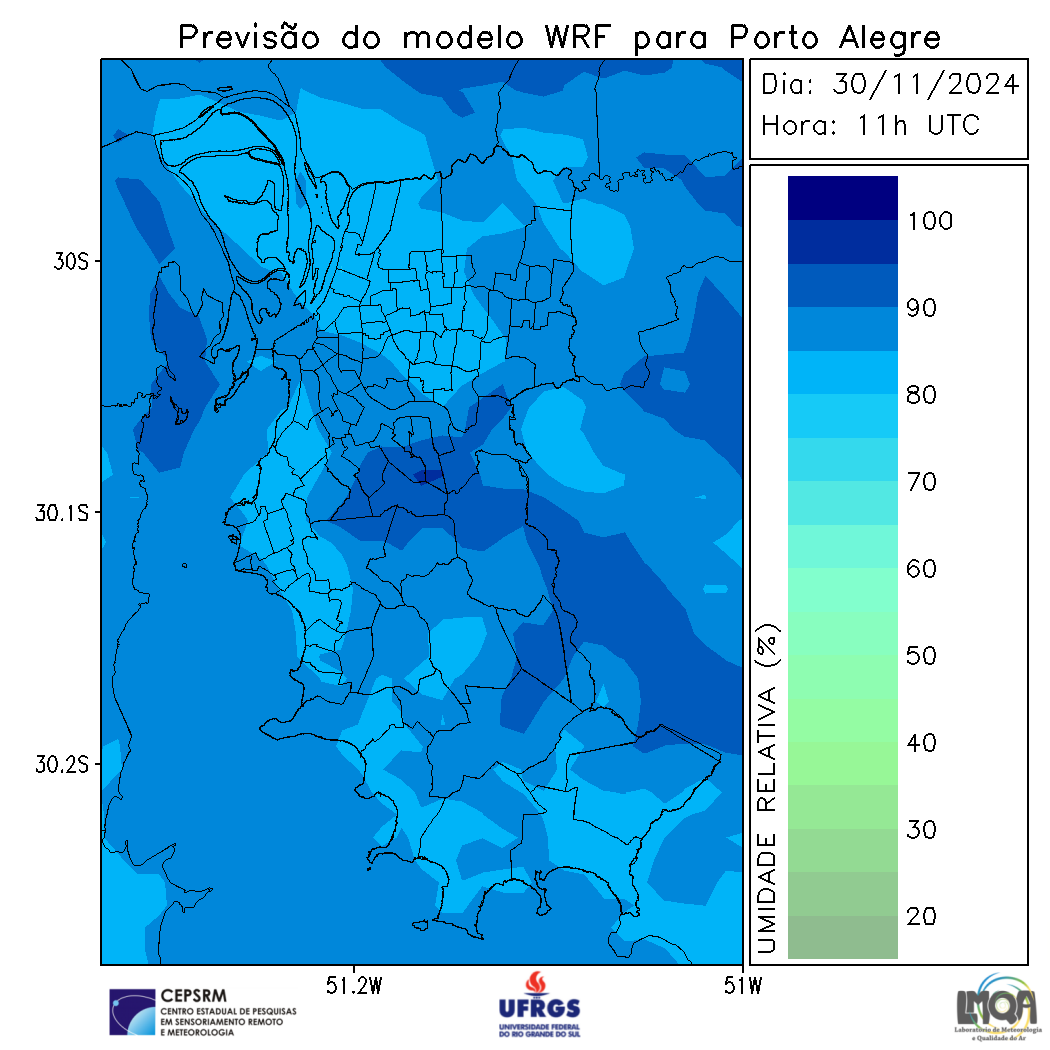 Previsão do modelo WRF para Porto Alegre
Dia: 30/11/2024
Hora: 11h UTC
100
90
80
70
60
50
40
30
20
UMIDADE RELATIVA (%)
30S
30.1S
30.2S
51.2W
51W
CEPSRM
CENTRO ESTADUAL DE PESQUISAS
EM SENSORIAMENTO REMOTO
E METEOROLOGIA
UFRGS
UNIVERSIDADE FEDERAL
DO RIO GRANDE DO SUL
LMQA
Laboratório de Meteorologia
e Qualidade do Ar